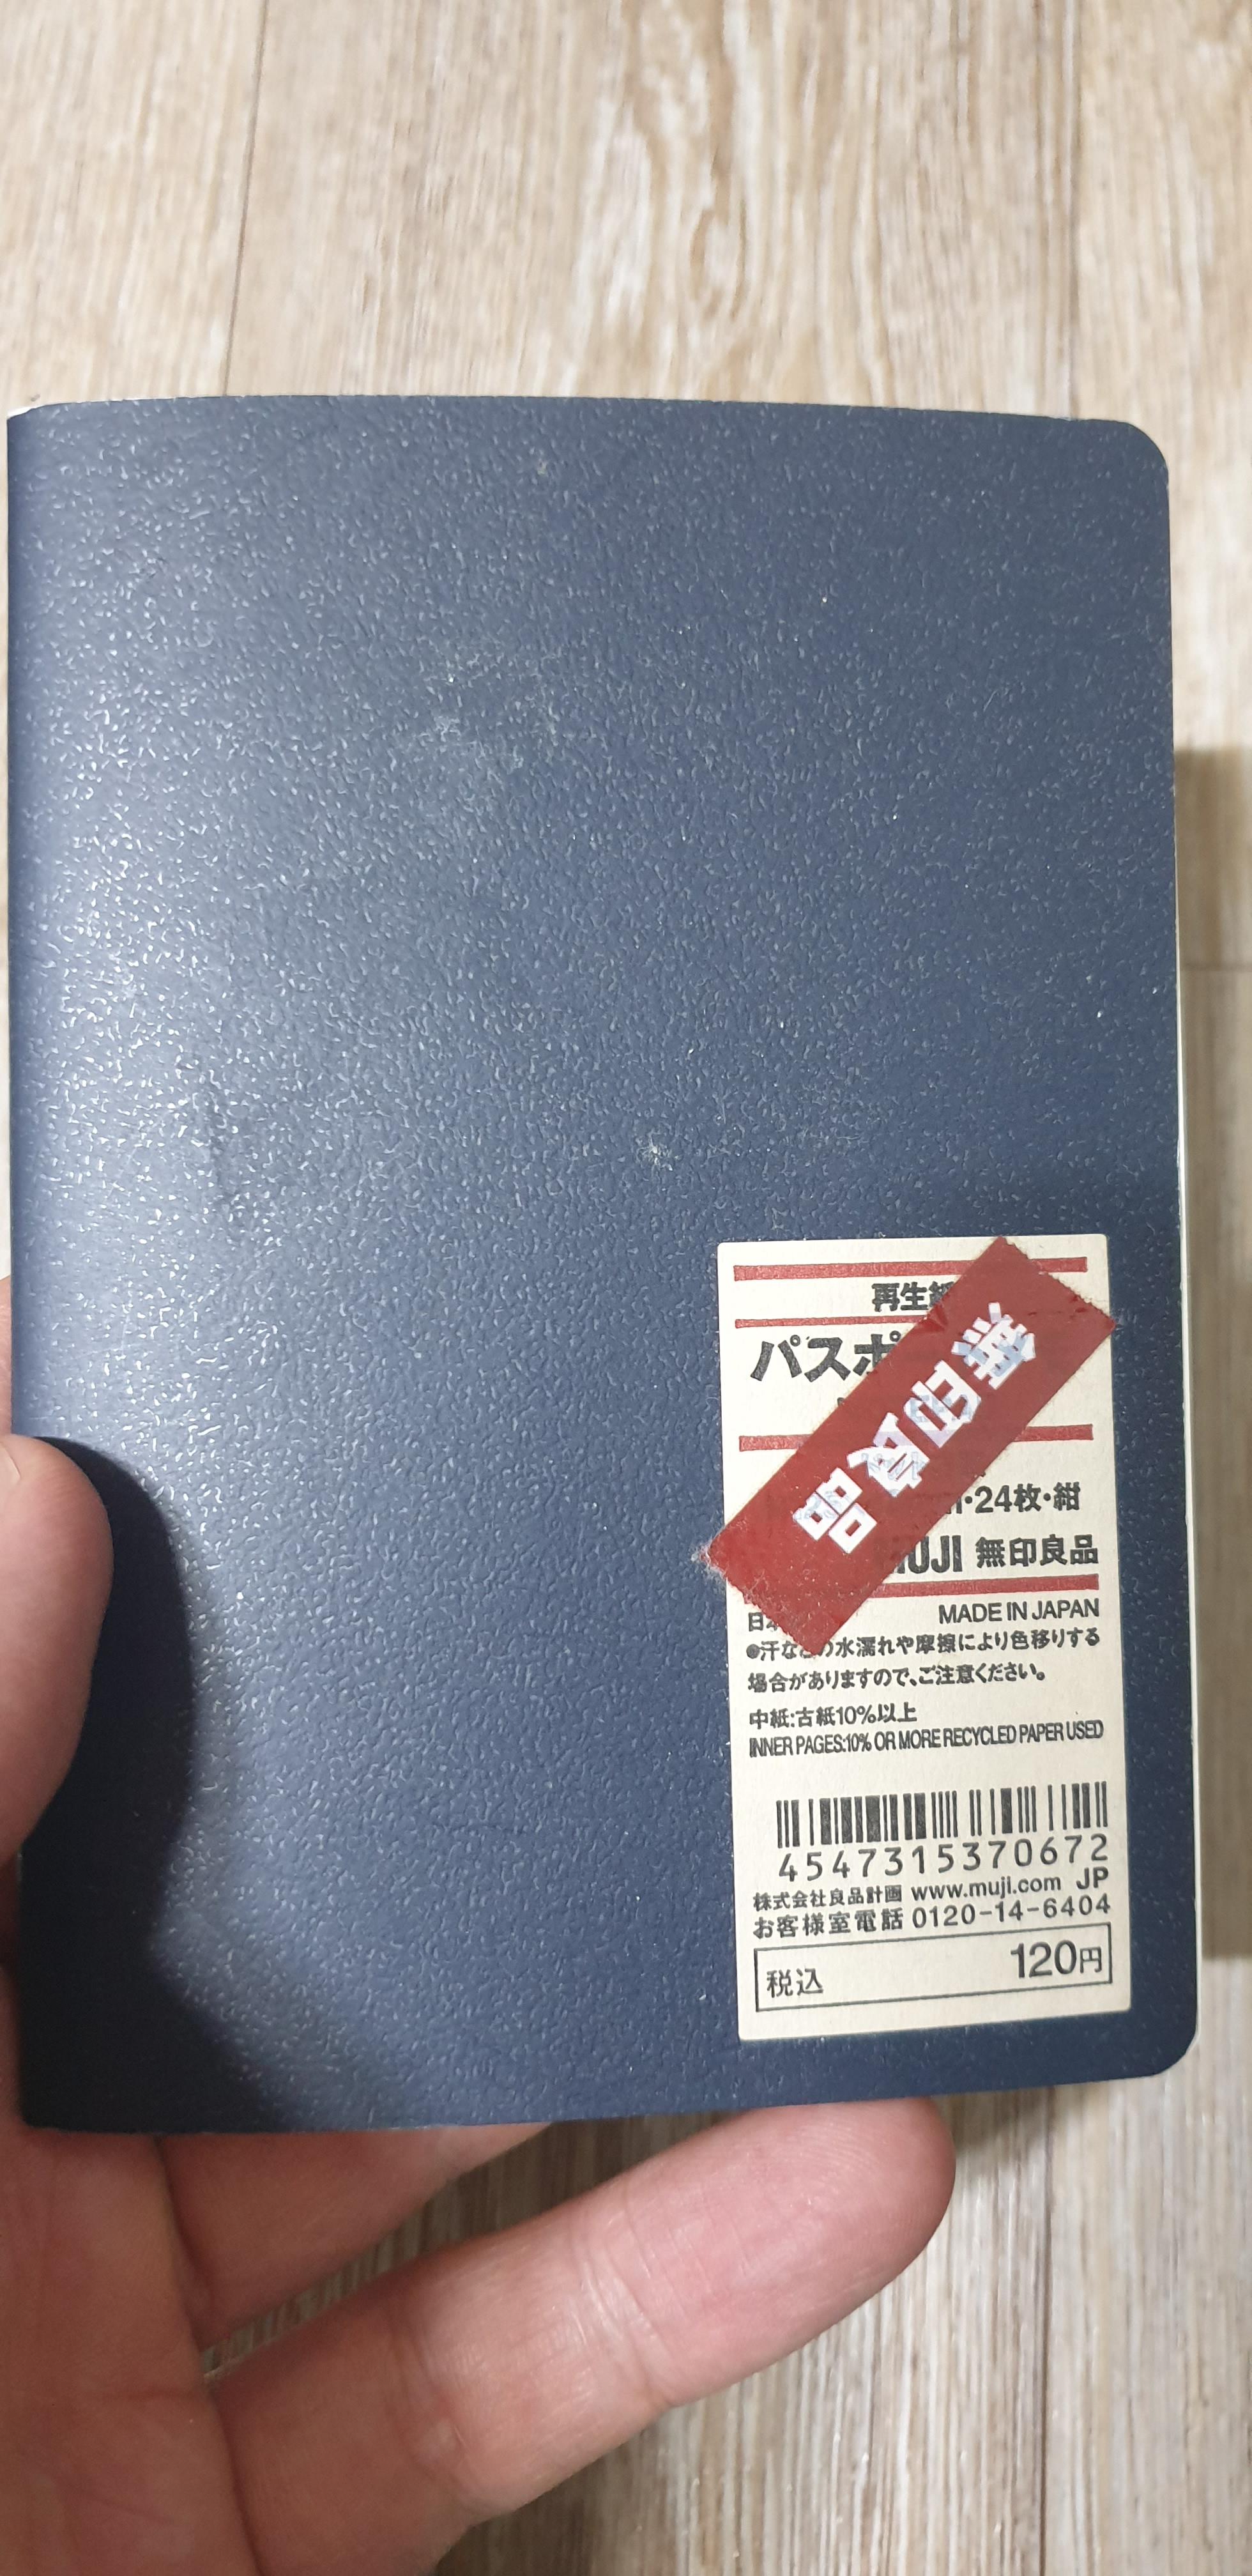 再生紙
パスポ
無印良品
・24枚・紺
MUJI 無印良品
MADE IN JAPAN
●汗などの水濡れや摩擦により色移りする
場合がありますので、ご注意ください。
中紙:古紙10%以上
INNER PAGES:10% OR MORE RECYCLED PAPER USED
4547315370672
株式会社良品計画 www.muji.com JP
お客様室電話 0120-14-6404
税込 120円